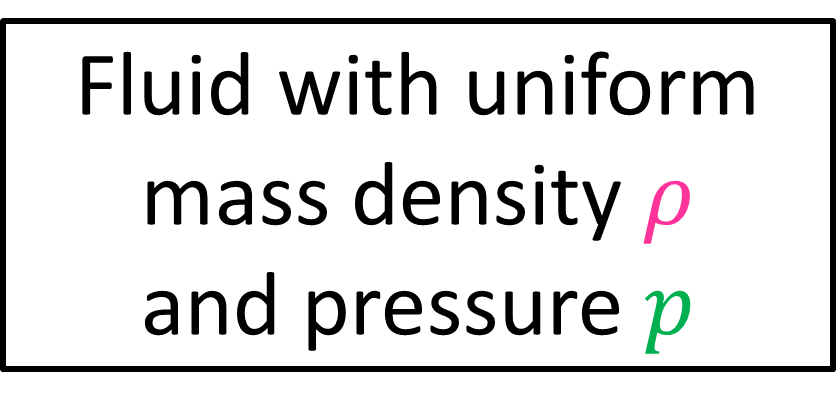 Fluid with uniform
mass density ρ
and pressure p